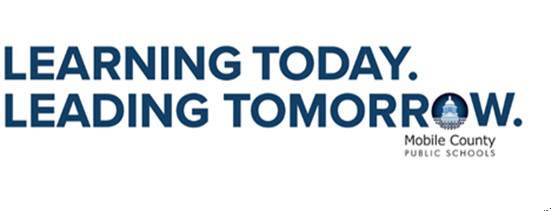 LEARNING TODAY.
LEADING TOMORROW.
Mobile County
PUBLIC SCHOOLS